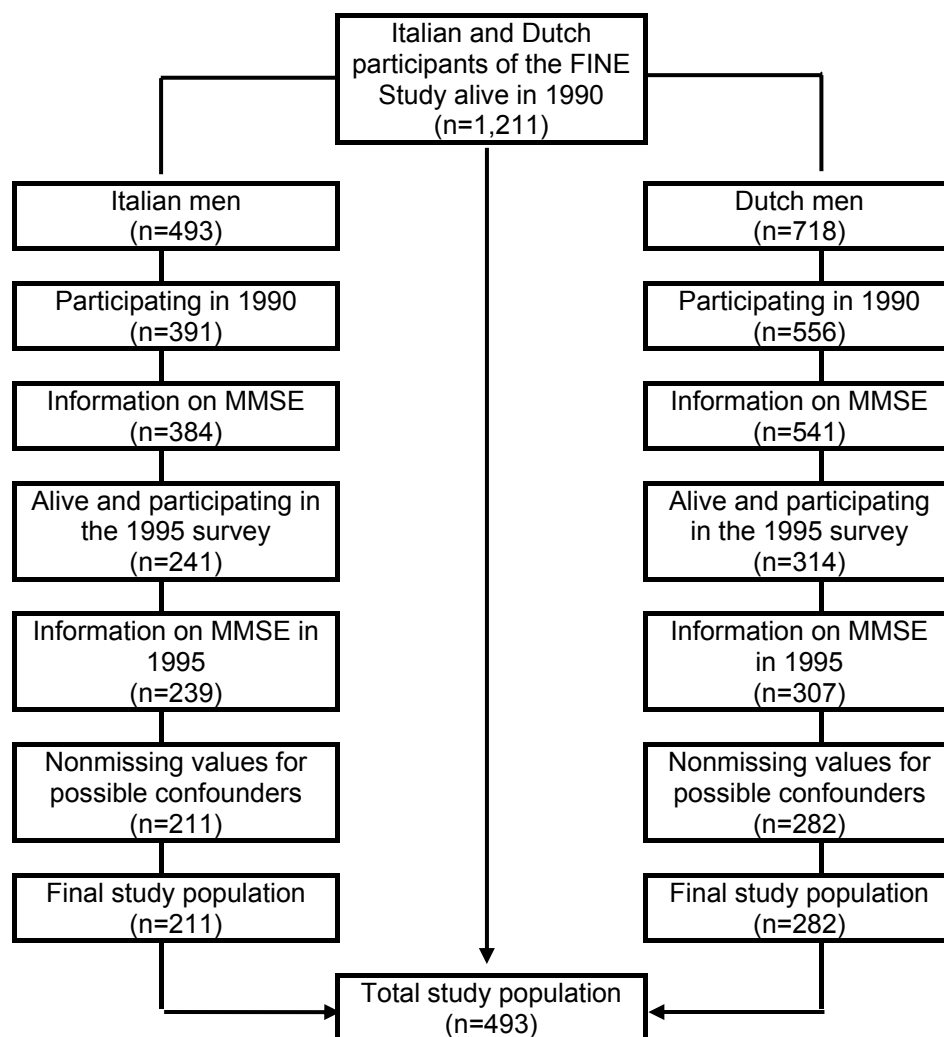 Italian and Dutch
participants of the FINE
Study alive in 1990
(n=1,211)
Italian men
(n=493)
Participating in 1990
(n=391)
Information on MMSE
(n=384)
Alive and participating in
the 1995 survey
(n=241)
Information on MMSE in
1995
(n=239)
Nonmissing values for
possible confounders
(n=211)
Final study population
(n=211)
Dutch men
(n=718)
Participating in 1990
(n=556)
Information on MMSE
(n=541)
Alive and participating
in the 1995 survey
(n=314)
Information on MMSE
in 1995
(n=307)
Nonmissing values for
possible confounders
(n=282)
Final study population
(n=282)
Total study population
(n=493)